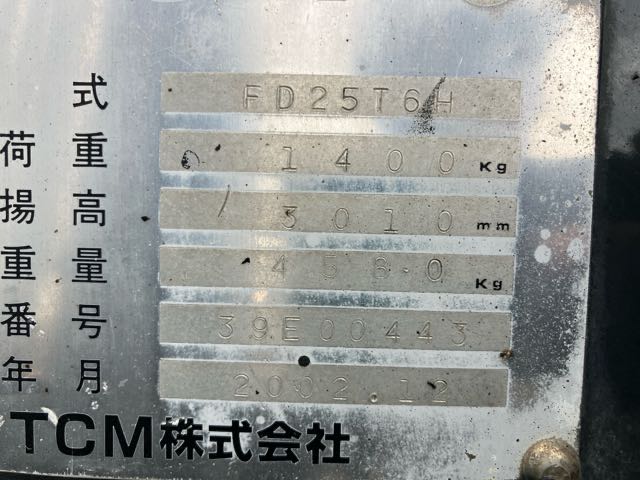 式 FD25T6H
荷重 1400 Kg
揚高 3010 mm
重量 4560 Kg
番号 39E00443
年月 2002.12
TCM株式会社